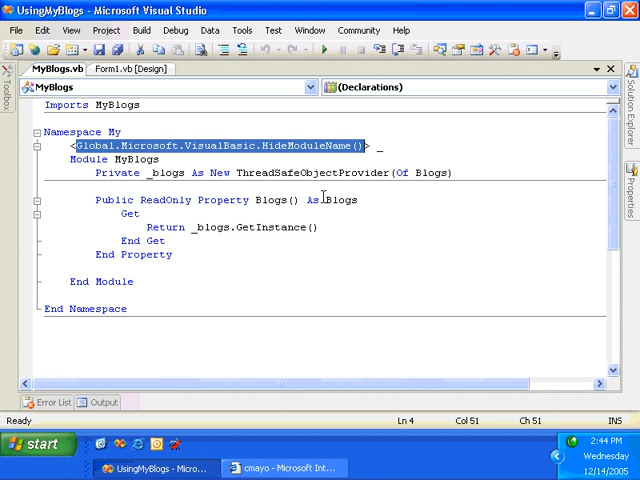 UsingMyBlogs - Microsoft Visual Studio
File Edit View Project Build Debug Data Tools Test Window Community Help
MyBlogs.vb Form1.vb [Design]
MyBlogs (Declarations)
Imports MyBlogs
Namespace My
<Global.Microsoft.VisualBasic.HideModuleName()> _
Module MyBlogs
Private _blogs As New ThreadSafeObjectProvider(Of Blogs)
Public ReadOnly Property Blogs() As Blogs
Get
Return _blogs.GetInstance()
End Get
End Property
End Module
End Namespace
Toolbox
Solution Explorer
Properties
Error List Output
Ready Ln 4 Col 51 Ch 51 INS
start
UsingMyBlogs - Micro... cmayo - Microsoft Int...
2:44 PM
Wednesday
12/14/2005